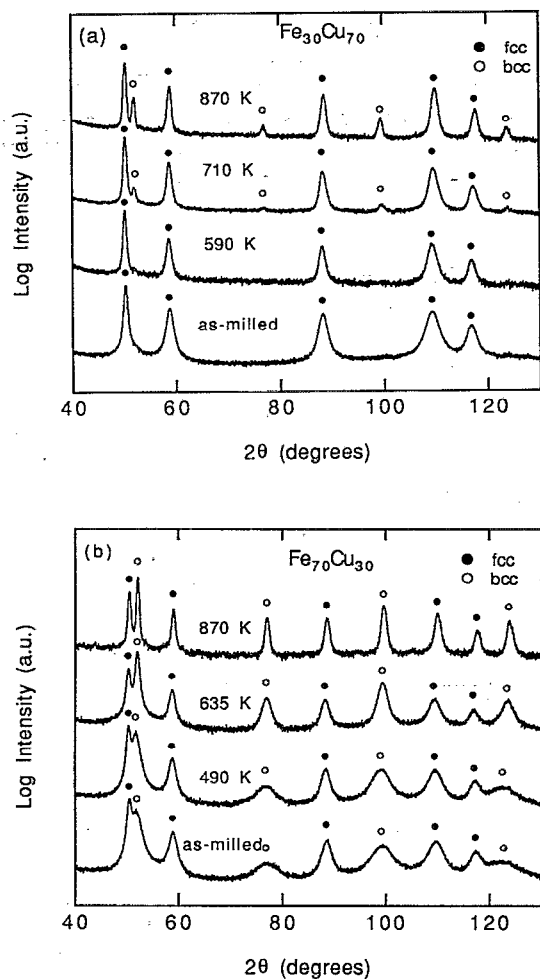 (a)
Fe30Cu70
● fcc
○ bcc
870 K
710 K
590 K
as-milled
Log Intensity (a.u.)
40 60 80 100 120
2θ (degrees)
(b)
Fe70Cu30
● fcc
○ bcc
870 K
635 K
490 K
as-milled
Log Intensity (a.u.)
40 60 80 100 120
2θ (degrees)